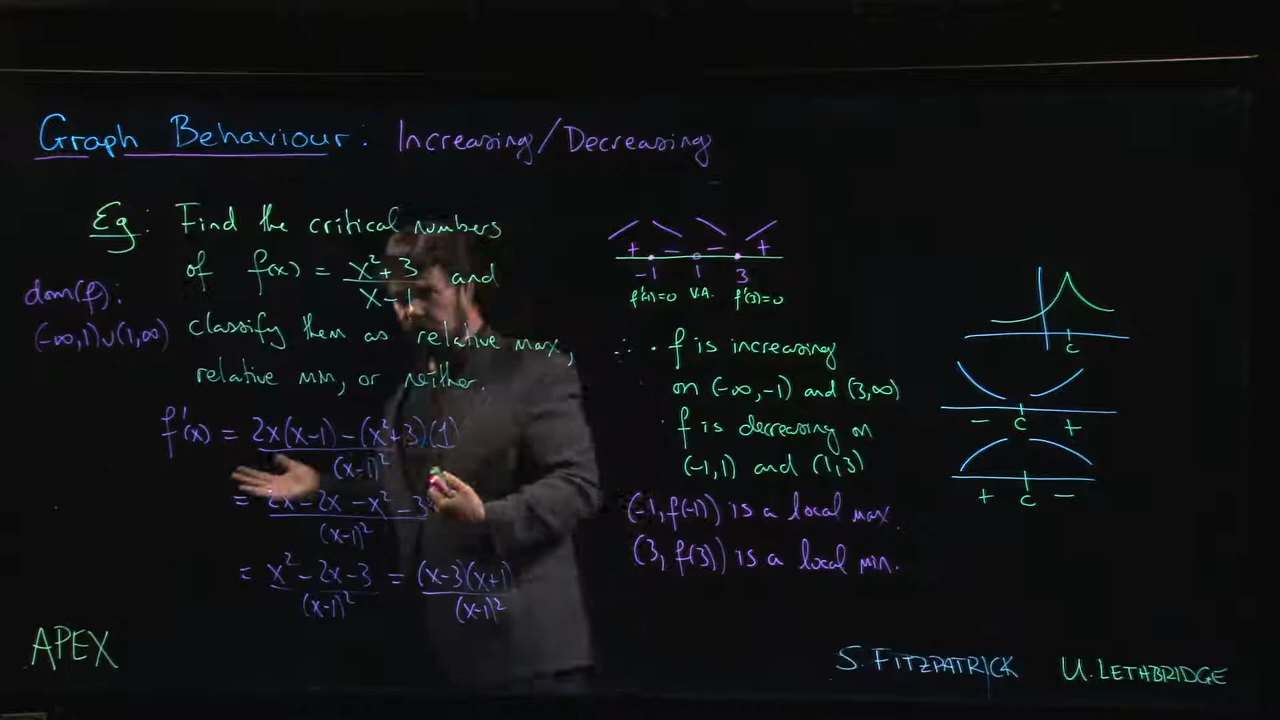 Graph Behaviour: Increasing/Decreasing
Eg: Find the critical numbers
of f(x) = (x²+3)/(x-1) and
classify them as relative max,
relative min, or neither.
dom(f):
(-∞,1)∪(1,∞)
f'(x) = (2x(x-1)-(x²+3)(1))/(x-1)²
= (2x²-2x-x²-3)/(x-1)²
= (x²-2x-3)/(x-1)² = (x-3)(x+1)/(x-1)²
+ - - +
-1 1 3
f'(-1)=0 V.A. f'(3)=0
∴ • f is increasing
on (-∞,-1) and (3,∞)
• f is decreasing on
(-1,1) and (1,3)
(-1,f(-1)) is a local max.
(3, f(3)) is a local min.
c
- c +
+ c -
APEX
S. FITZPATRICK U. LETHBRIDGE